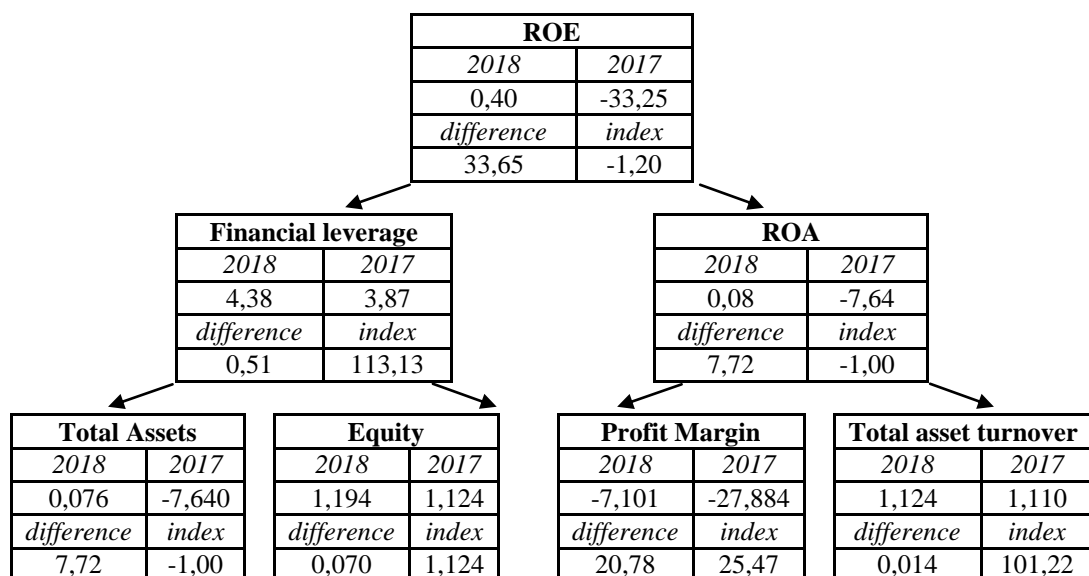 ROE
2018 2017
0,40 -33,25
difference index
33,65 -1,20
Financial leverage ROA
2018 2017 2018 2017
4,38 3,87 0,08 -7,64
difference index difference index
0,51 113,13 7,72 -1,00
Total Assets Equity Profit Margin Total asset turnover
2018 2017 2018 2017 2018 2017 2018 2017
0,076 -7,640 1,194 1,124 -7,101 -27,884 1,124 1,110
difference index difference index difference index difference index
7,72 -1,00 0,070 1,124 20,78 25,47 0,014 101,22